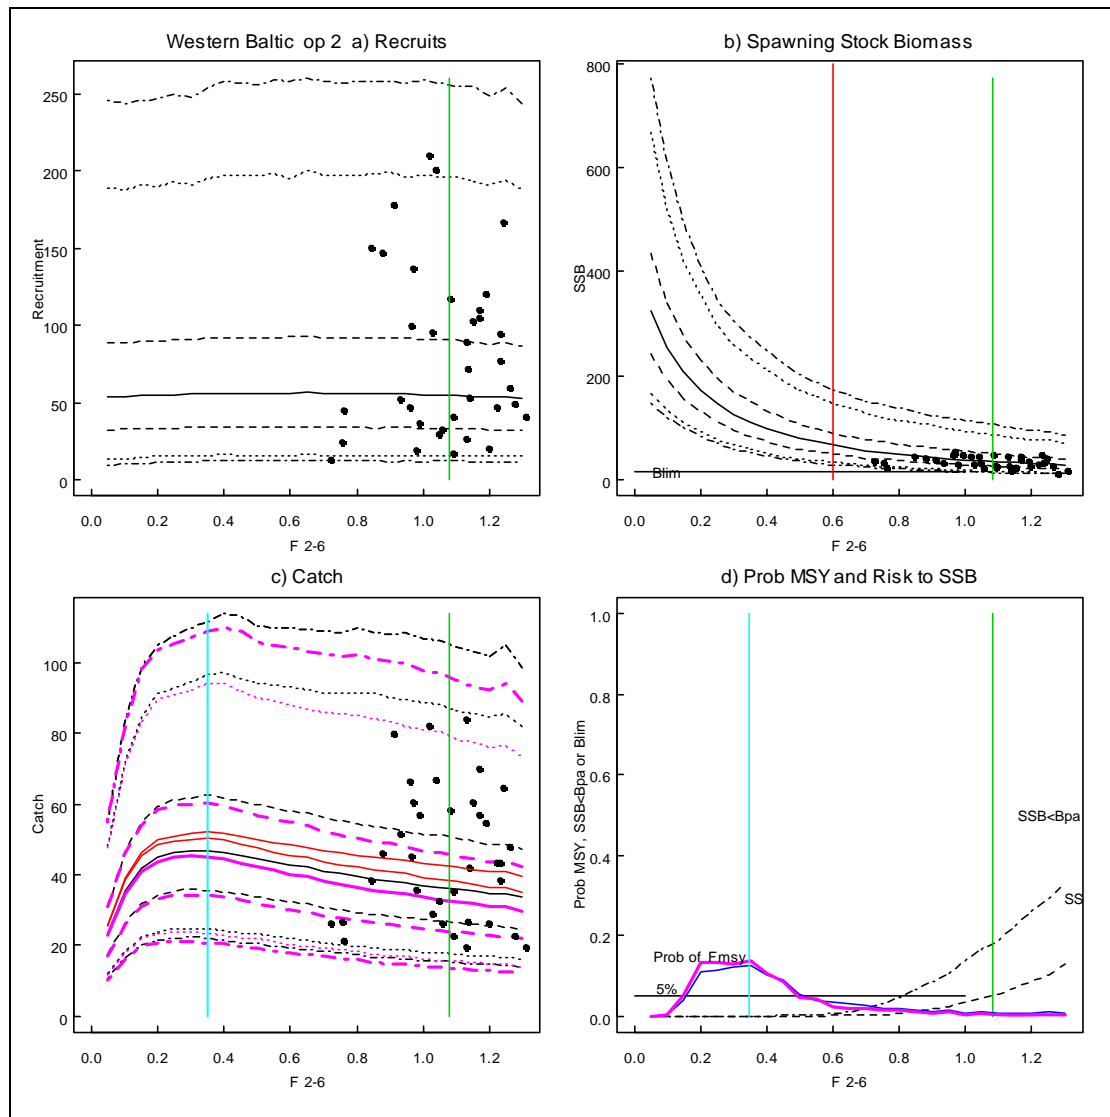 Western Baltic op 2 a) Recruits
250
200
150
100
50
0
Recruitment
0.0 0.2 0.4 0.6 0.8 1.0 1.2
F 2-6
b) Spawning Stock Biomass
800
600
400
200
0
SSB
Blim
0.0 0.2 0.4 0.6 0.8 1.0 1.2
F 2-6
c) Catch
100
80
60
40
20
0
Catch
0.0 0.2 0.4 0.6 0.8 1.0 1.2
F 2-6
d) Prob MSY and Risk to SSB
1.0
0.8
0.6
0.4
0.2
0.0
Prob MSY, SSB<Bpa or Blim
SSB<Bpa
SS
Prob of Fmsy
5%
0.0 0.2 0.4 0.6 0.8 1.0 1.2
F 2-6